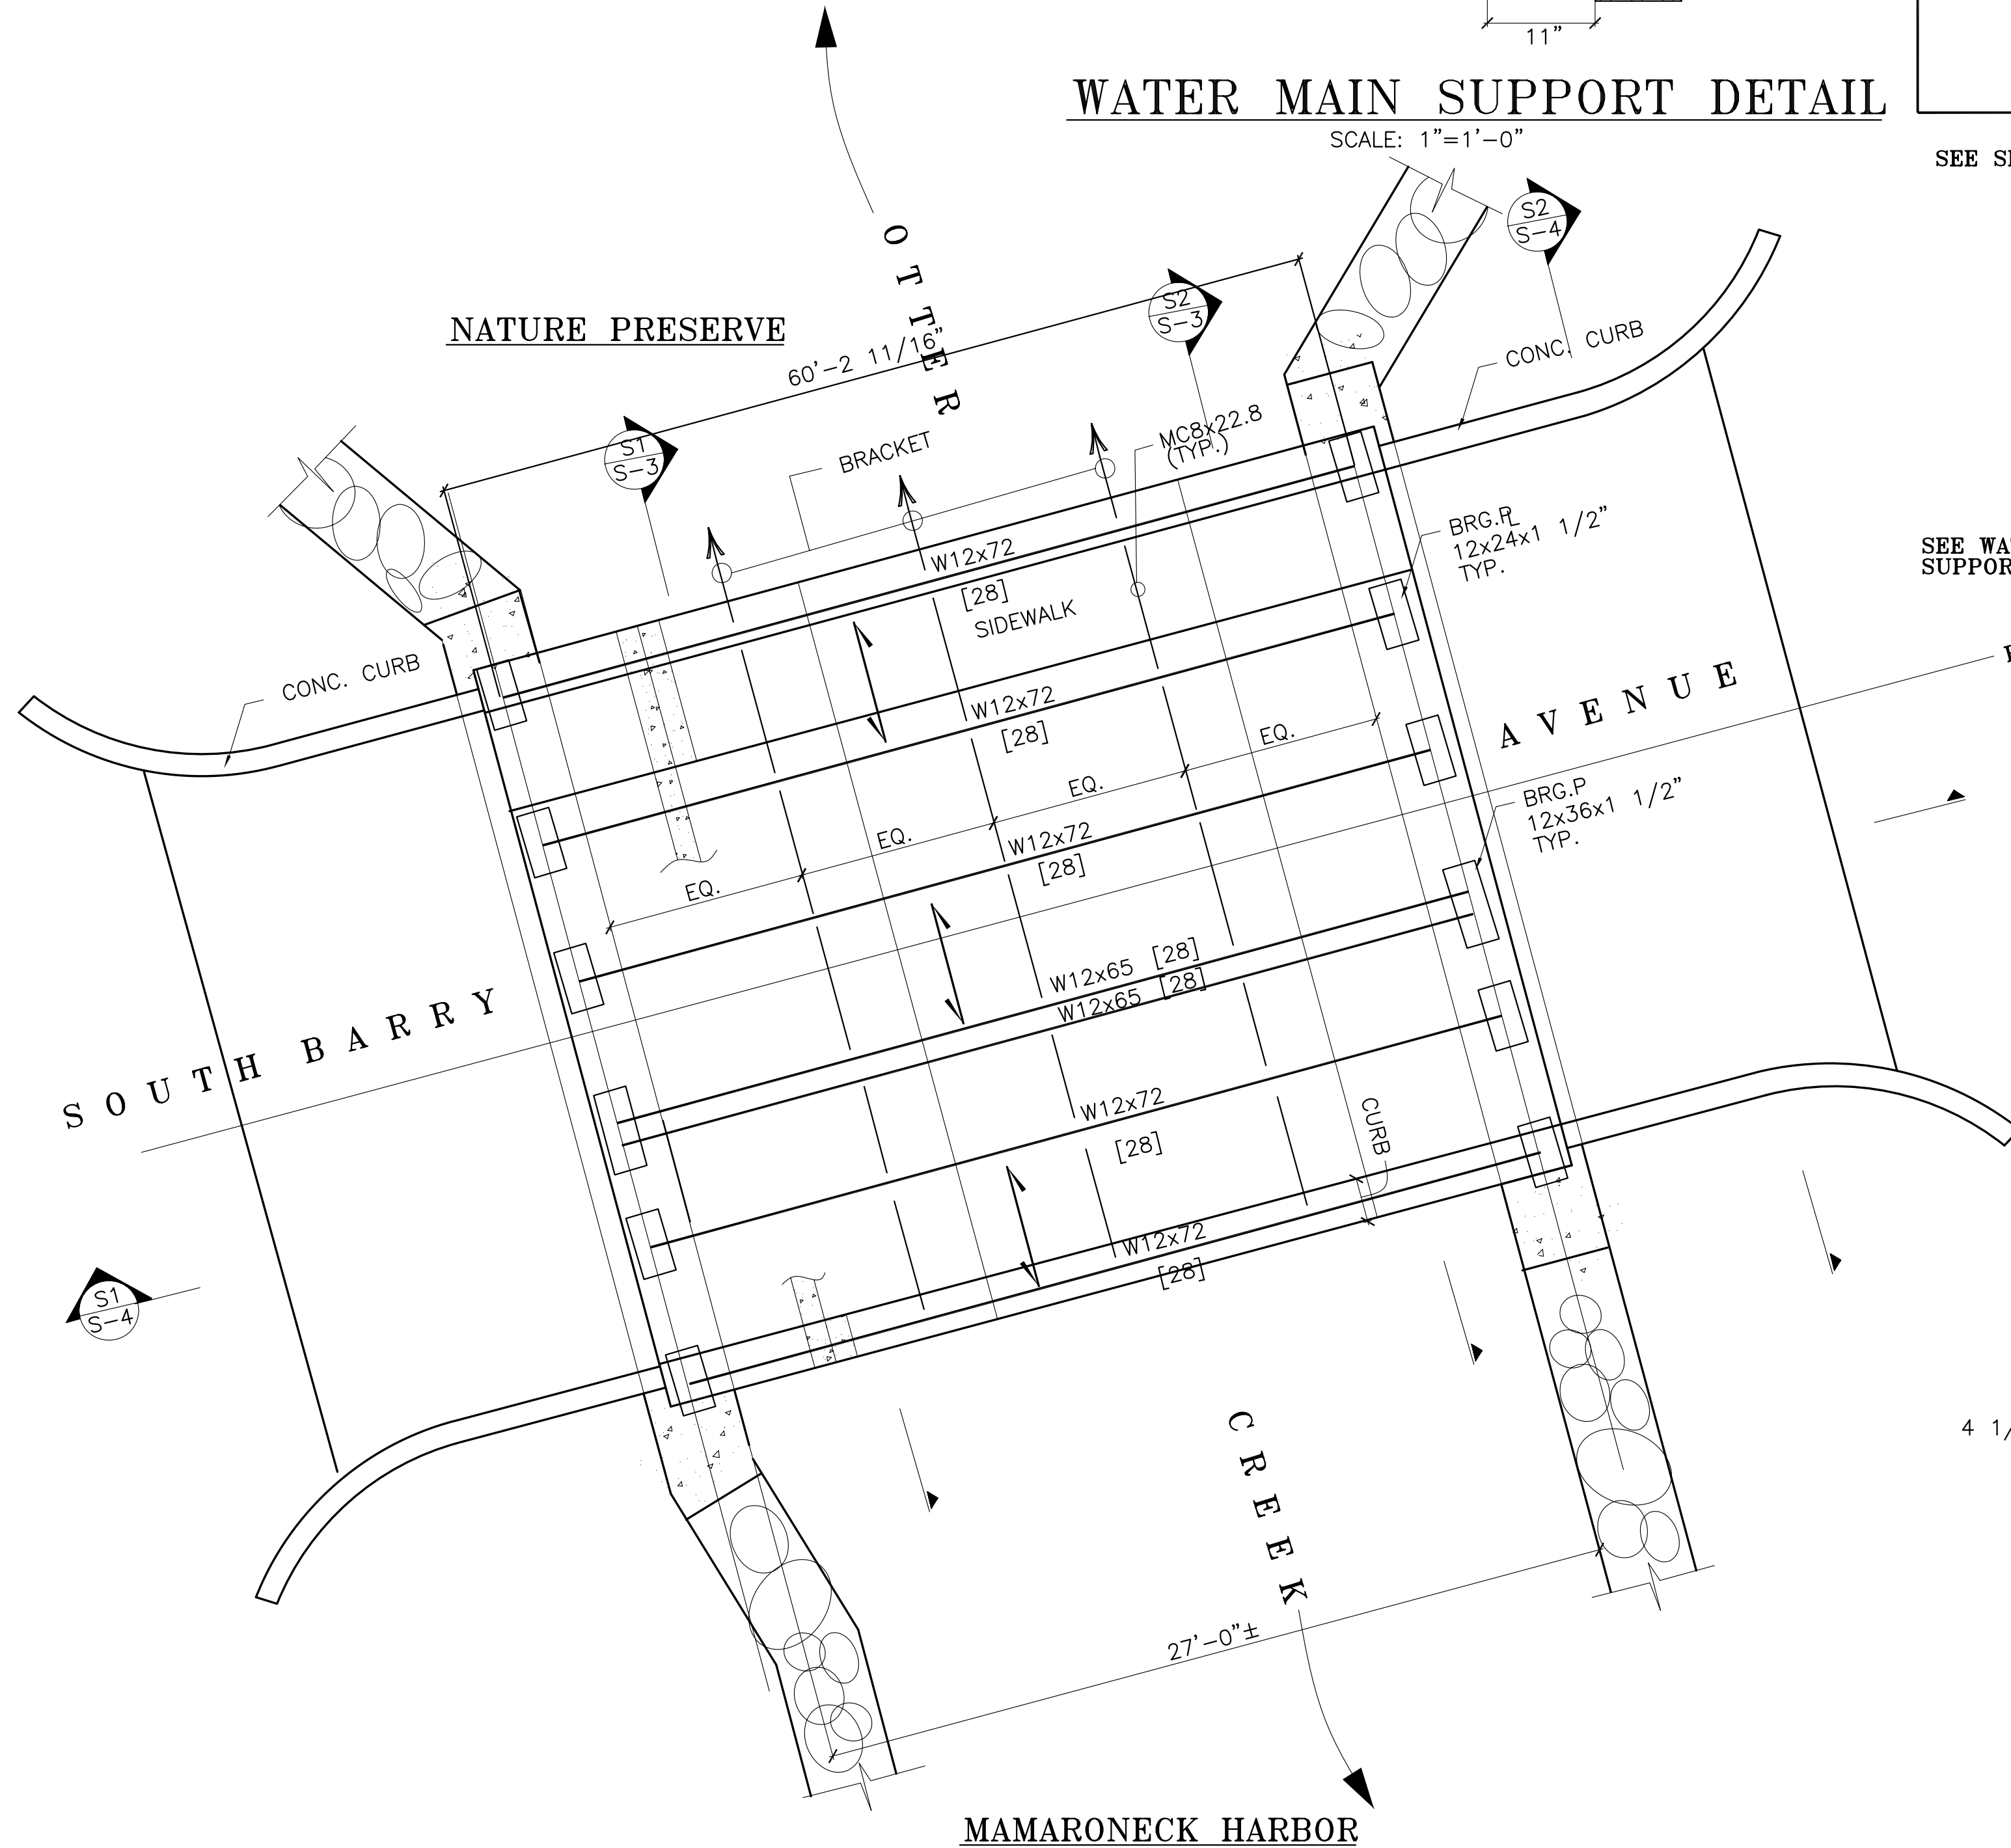 11"
WATER MAIN SUPPORT DETAIL
SCALE: 1"=1'-0"
SEE
S2
S-4
OTTER
NATURE PRESERVE
S2
S-3
60'-2 11/16"
CONC. CURB
S1
S-3
BRACKET
MC8x22.8
(TYP.)
BRG.PL
12x24x1 1/2"
TYP.
W12x72
[28]
SIDEWALK
SEE
SUPPOR
CONC. CURB
W12x72
[28]
AVENUE
EQ.
EQ.
EQ.
EQ.
BRG.P
12x36x1 1/2"
TYP.
W12x72
[28]
W12x65 [28]
W12x65 [28]
SOUTH BARRY
W12x72
[28]
CURB
W12x72
[28]
S1
S-4
CREEK
4 1/
27'-0"±
MAMARONECK HARBOR